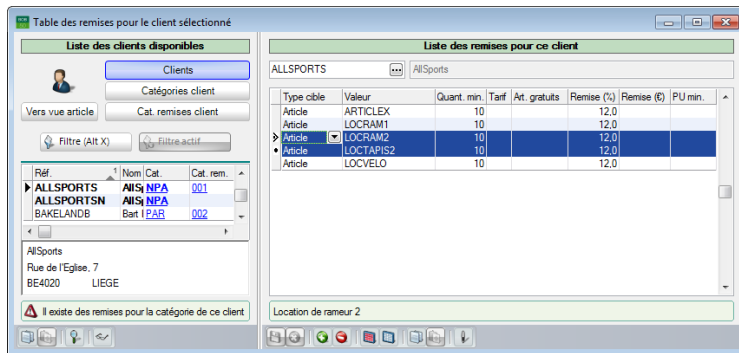 Table des remises pour le client sélectionné
Liste des clients disponibles
Clients
Catégories client
Vers vue article
Cat. remises client
Filtre (Alt X)
Filtre actif
Réf. 1 Nom Cat. Cat. rem.
ALLSPORTS AllS NPA 001
ALLSPORTSN AllS NPA
BAKELANDB Bart PAR 002
AllSports
Rue de l'Eglise, 7
BE4020 LIEGE
Il existe des remises pour la catégorie de ce client
Liste des remises pour ce client
ALLSPORTS ... AllSports
Type cible Valeur Quant. min. Tarif Art. gratuits Remise (%) Remise (€) PU min.
Article ARTICLEX 10 12,0
Article LOCRAM1 10 12,0
Article LOCRAM2 10 12,0
Article LOCTAPIS2 10 12,0
Article LOCVELO 10 12,0
Location de rameur 2